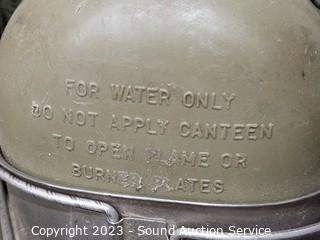 FOR WATER ONLY
DO NOT APPLY CANTEEN
TO OPEN FLAME OR
BURNER PLATES
Copyright 2023 - Sound Auction Service